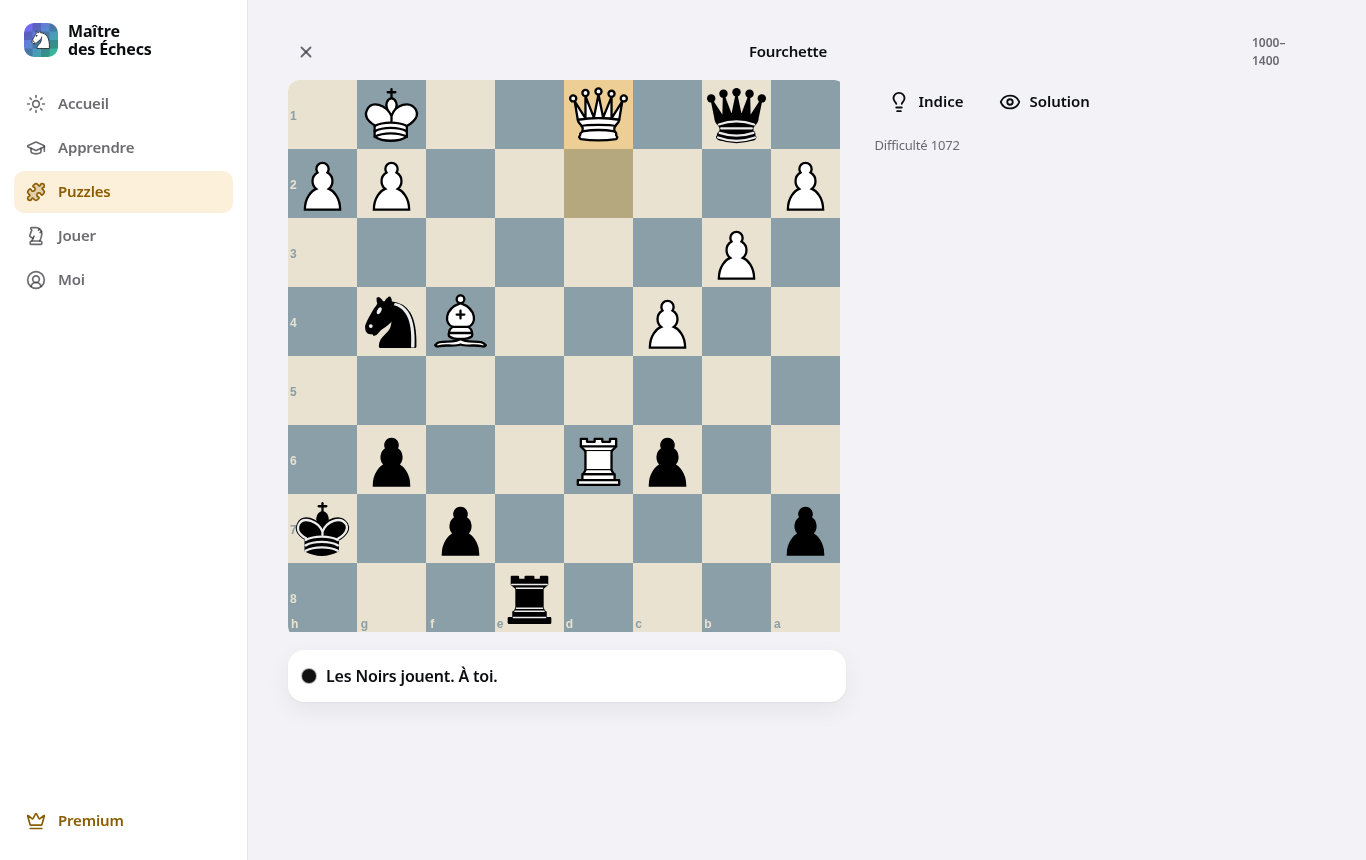 Maître
des Échecs
Accueil
Apprendre
Puzzles
Jouer
Moi
Premium
Fourchette
1000–
1400
Indice
Solution
Difficulté 1072
1
2
3
4
5
6
7
8
h g f e d c b a
Les Noirs jouent. À toi.